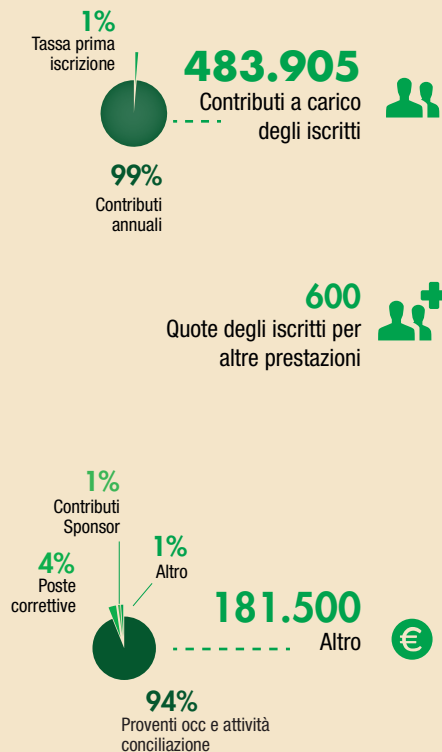 1%
Tassa prima
iscrizione
483.905
Contributi a carico
degli iscritti
99%
Contributi
annuali
600
Quote degli iscritti per
altre prestazioni
1%
Contributi
Sponsor
4%
Poste
correttive
1%
Altro
181.500
Altro
€
94%
Proventi occ e attività
conciliazione